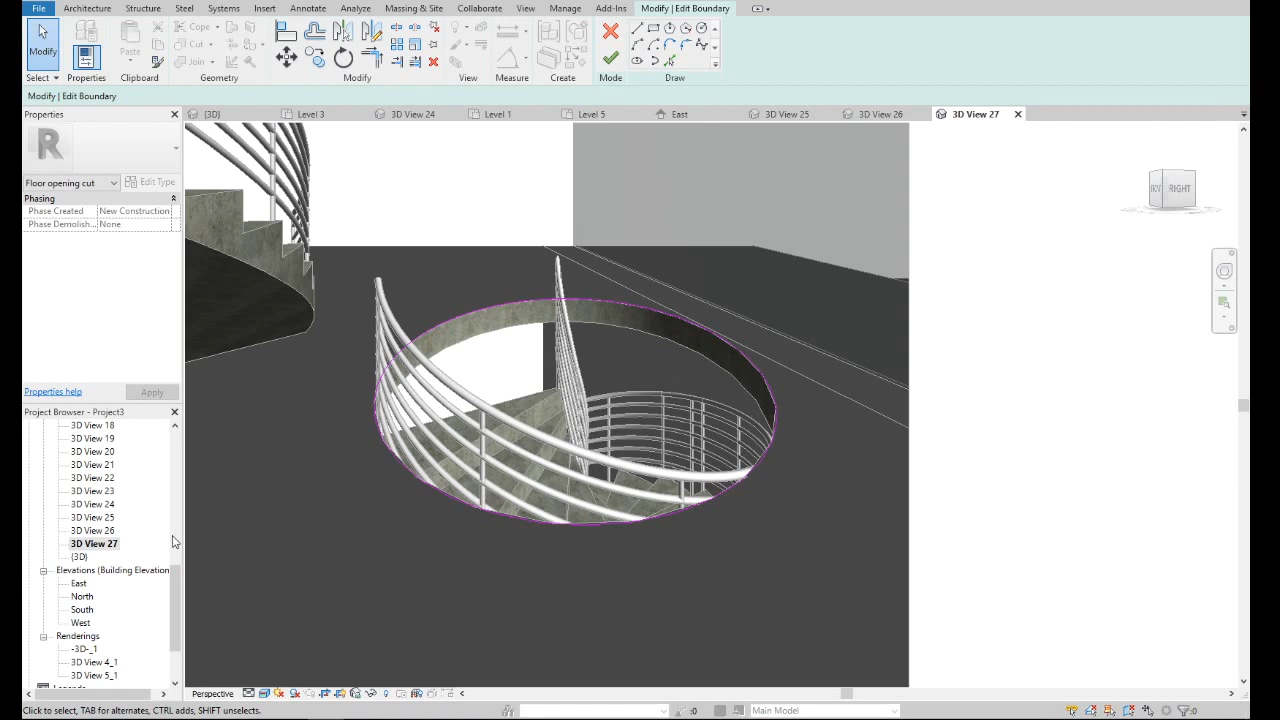 File Architecture Structure Steel Systems Insert Annotate Analyze Massing & Site Collaborate View Manage Add-Ins Modify | Edit Boundary
Modify
Paste
Cope
Cut
Join
Select Properties Clipboard Geometry Modify View Measure Create Mode Draw
Modify | Edit Boundary
Properties
{3D} Level 3 3D View 24 Level 1 Level 5 East 3D View 25 3D View 26 3D View 27
R
Floor opening cut Edit Type
Phasing
Phase Created New Construction
Phase Demolish... None
RIGHT
Properties help Apply
Project Browser - Project3
3D View 18
3D View 19
3D View 20
3D View 21
3D View 22
3D View 23
3D View 24
3D View 25
3D View 26
3D View 27
{3D}
Elevations (Building Elevation
East
North
South
West
Renderings
-3D-_1
3D View 4_1
3D View 5_1
Perspective
Click to select, TAB for alternates, CTRL adds, SHIFT unselects.
:0
Main Model
:0